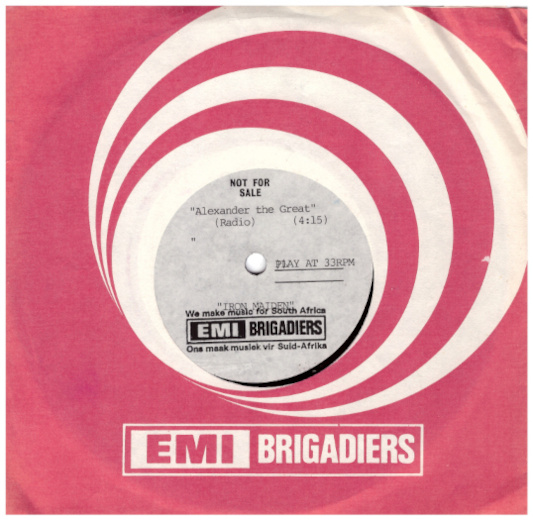 NOT FOR
SALE
"Alexander the Great"
(Radio) (4:15)
"
PLAY AT 33RPM
"IRON MAIDEN"
We make music for South Africa
EMI BRIGADIERS
Ons maak musiek vir Suid-Afrika
EMI BRIGADIERS